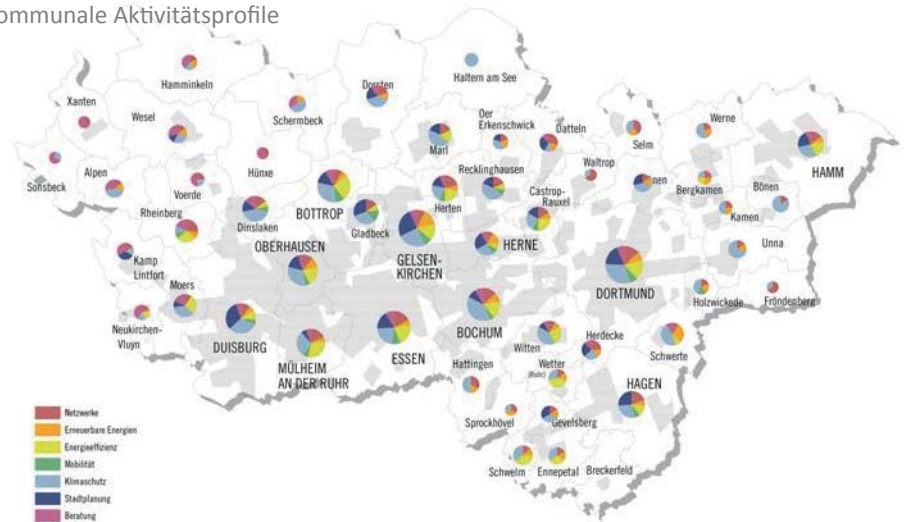 ommunale Aktivitätsprofile
Haltern am See
Hamminkeln
Dorsten
Xanten
Schermbeck
Wesel
Oer
Erkenschwick
Datteln
Selm
Werne
Marl
HAMM
Hünxe
Recklinghausen
Waltrop
Sonsbeck
Alpen
Voerde
BOTTROP
Herten
Castrop-
Rauxel
nen
Bergkamen
Bönen
Rheinberg
Dinslaken
Gladbeck
Kamen
OBERHAUSEN
GELSEN-
KIRCHEN
HERNE
Unna
Kamp
Lintfort
Moers
DORTMUND
Holzwickede
Fröndenberg
Neukirchen-
Vluyn
DUISBURG
MÜLHEIM
AN DER RUHR
ESSEN
BOCHUM
Witten
Herdecke
Schwerte
Hattingen
Wetter
(Ruhr)
HAGEN
Sprockhövel
Gevelsberg
Schwelm
Ennepetal
Breckerfeld
Netzwerke
Erneuerbare Energien
Energieeffizienz
Mobilität
Klimaschutz
Stadtplanung
Beratung